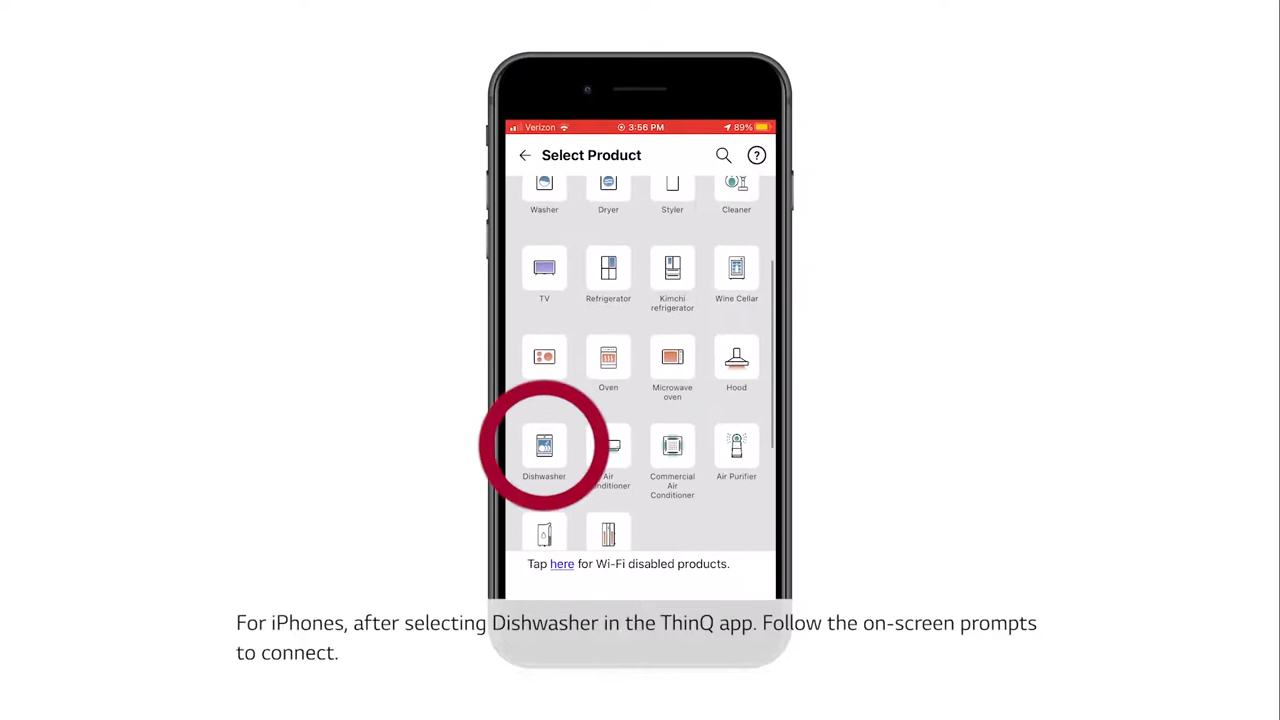 Verizon 3:56 PM 89%
Select Product ?
Washer Dryer Styler Cleaner
TV Refrigerator Kimchi refrigerator Wine Cellar
Oven Microwave oven Hood
Dishwasher Air Commercial Air Conditioner Air Purifier
Tap here for Wi-Fi disabled products.
For iPhones, after selecting Dishwasher in the ThinQ app. Follow the on-screen prompts
to connect.